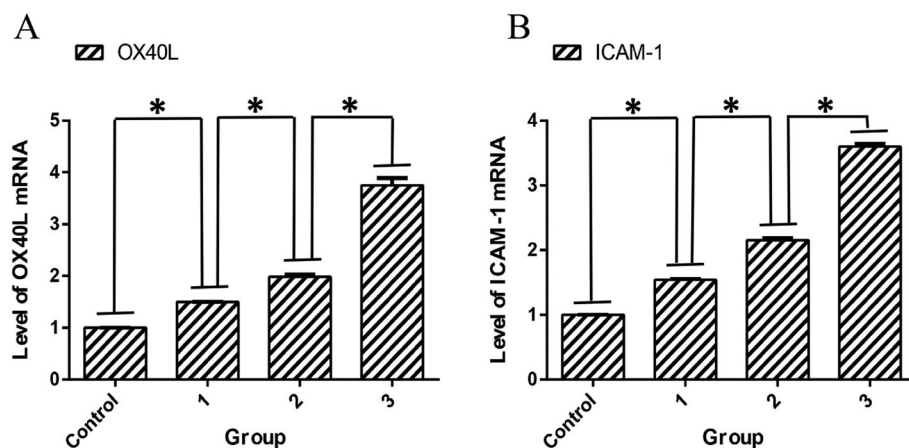 A
OX40L
Level of OX40L mRNA
5
4
3
2
1
0
* * *
Control 1 2 3
Group
B
ICAM-1
Level of ICAM-1 mRNA
4
3
2
1
0
* * *
Control 1 2 3
Group